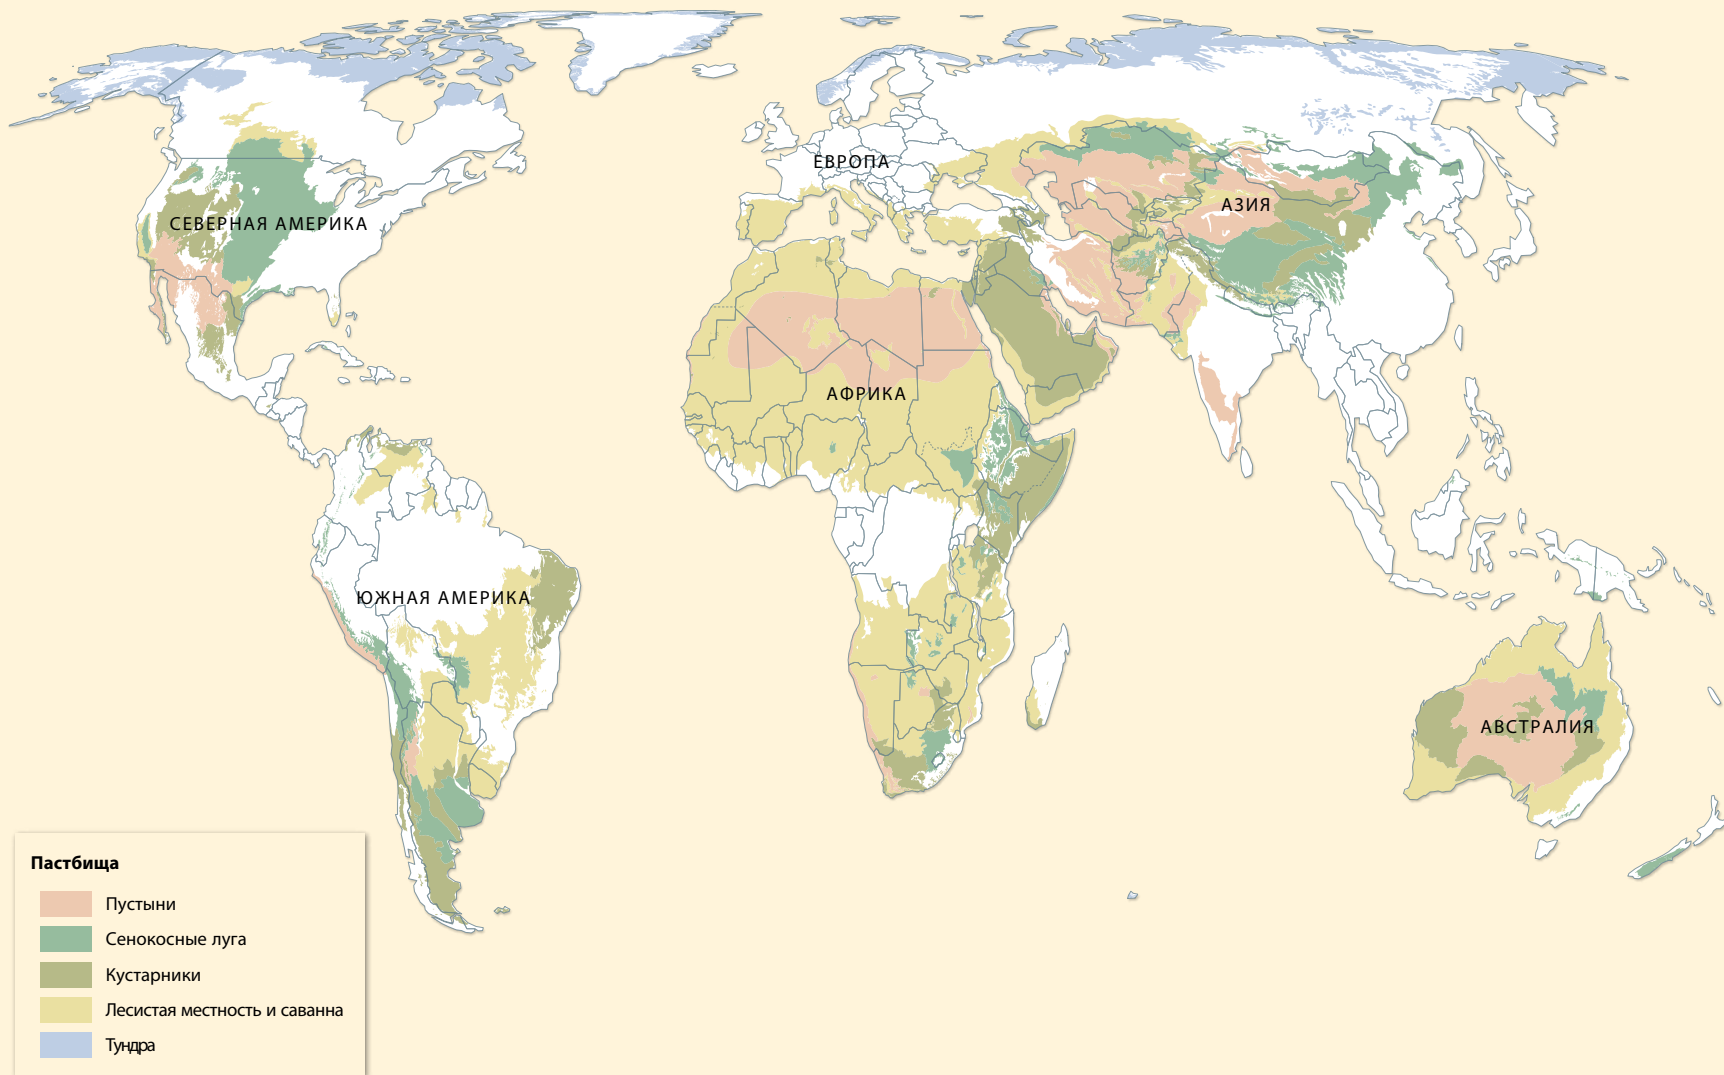 ЕВРОПА
АЗИЯ
СЕВЕРНАЯ АМЕРИКА
АФРИКА
ЮЖНАЯ АМЕРИКА
АВСТРАЛИЯ
Пастбища
Пустыни
Сенокосные луга
Кустарники
Лесистая местность и саванна
Тундра